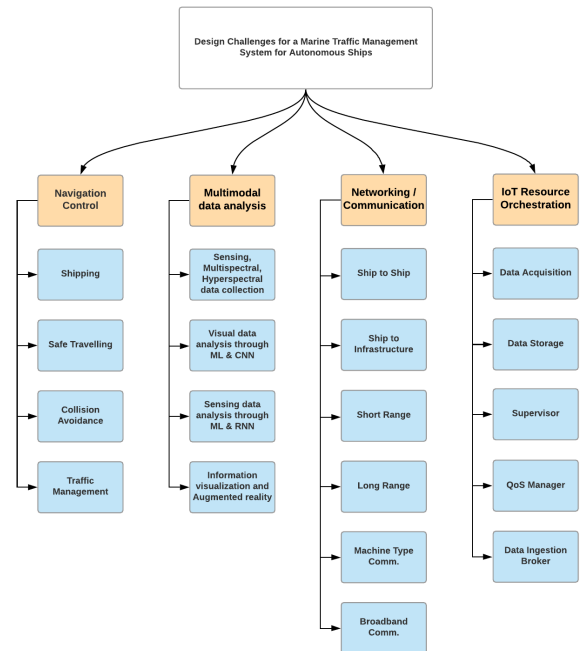 Design Challenges for a Marine Traffic Management
System for Autonomous Ships
Navigation
Control
Shipping
Safe Travelling
Collision
Avoidance
Traffic
Management
Multimodal
data analysis
Sensing,
Multispectral,
Hyperspectral
data collection
Visual data
analysis through
ML & CNN
Sensing data
analysis through
ML & RNN
Information
visualization and
Augmented reality
Networking /
Communication
Ship to Ship
Ship to
Infrastructure
Short Range
Long Range
Machine Type
Comm.
Broadband
Comm.
IoT Resource
Orchestration
Data Acquisition
Data Storage
Supervisor
QoS Manager
Data Ingestion
Broker